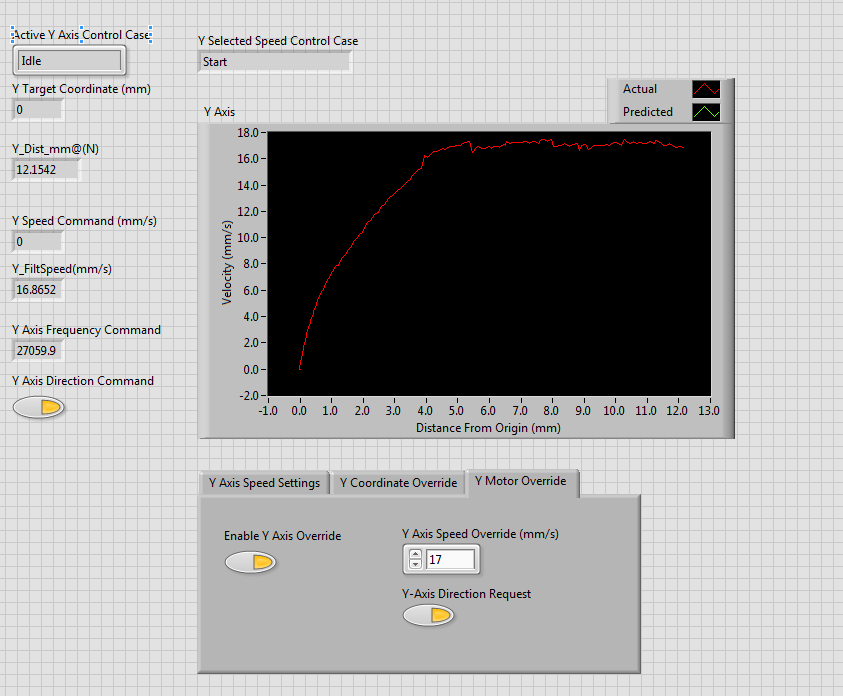 Active Y Axis Control Case
Idle
Y Target Coordinate (mm)
0
Y_Dist_mm@(N)
12.1542
Y Speed Command (mm/s)
0
Y_FiltSpeed(mm/s)
16.8652
Y Axis Frequency Command
27059.9
Y Axis Direction Command
Y Selected Speed Control Case
Start
Actual
Predicted
Y Axis
18.0
16.0
14.0
12.0
10.0
8.0
6.0
4.0
2.0
0.0
-2.0
Velocity (mm/s)
-1.0 0.0 1.0 2.0 3.0 4.0 5.0 6.0 7.0 8.0 9.0 10.0 11.0 12.0 13.0
Distance From Origin (mm)
Y Axis Speed Settings Y Coordinate Override Y Motor Override
Enable Y Axis Override
Y Axis Speed Override (mm/s)
17
Y-Axis Direction Request